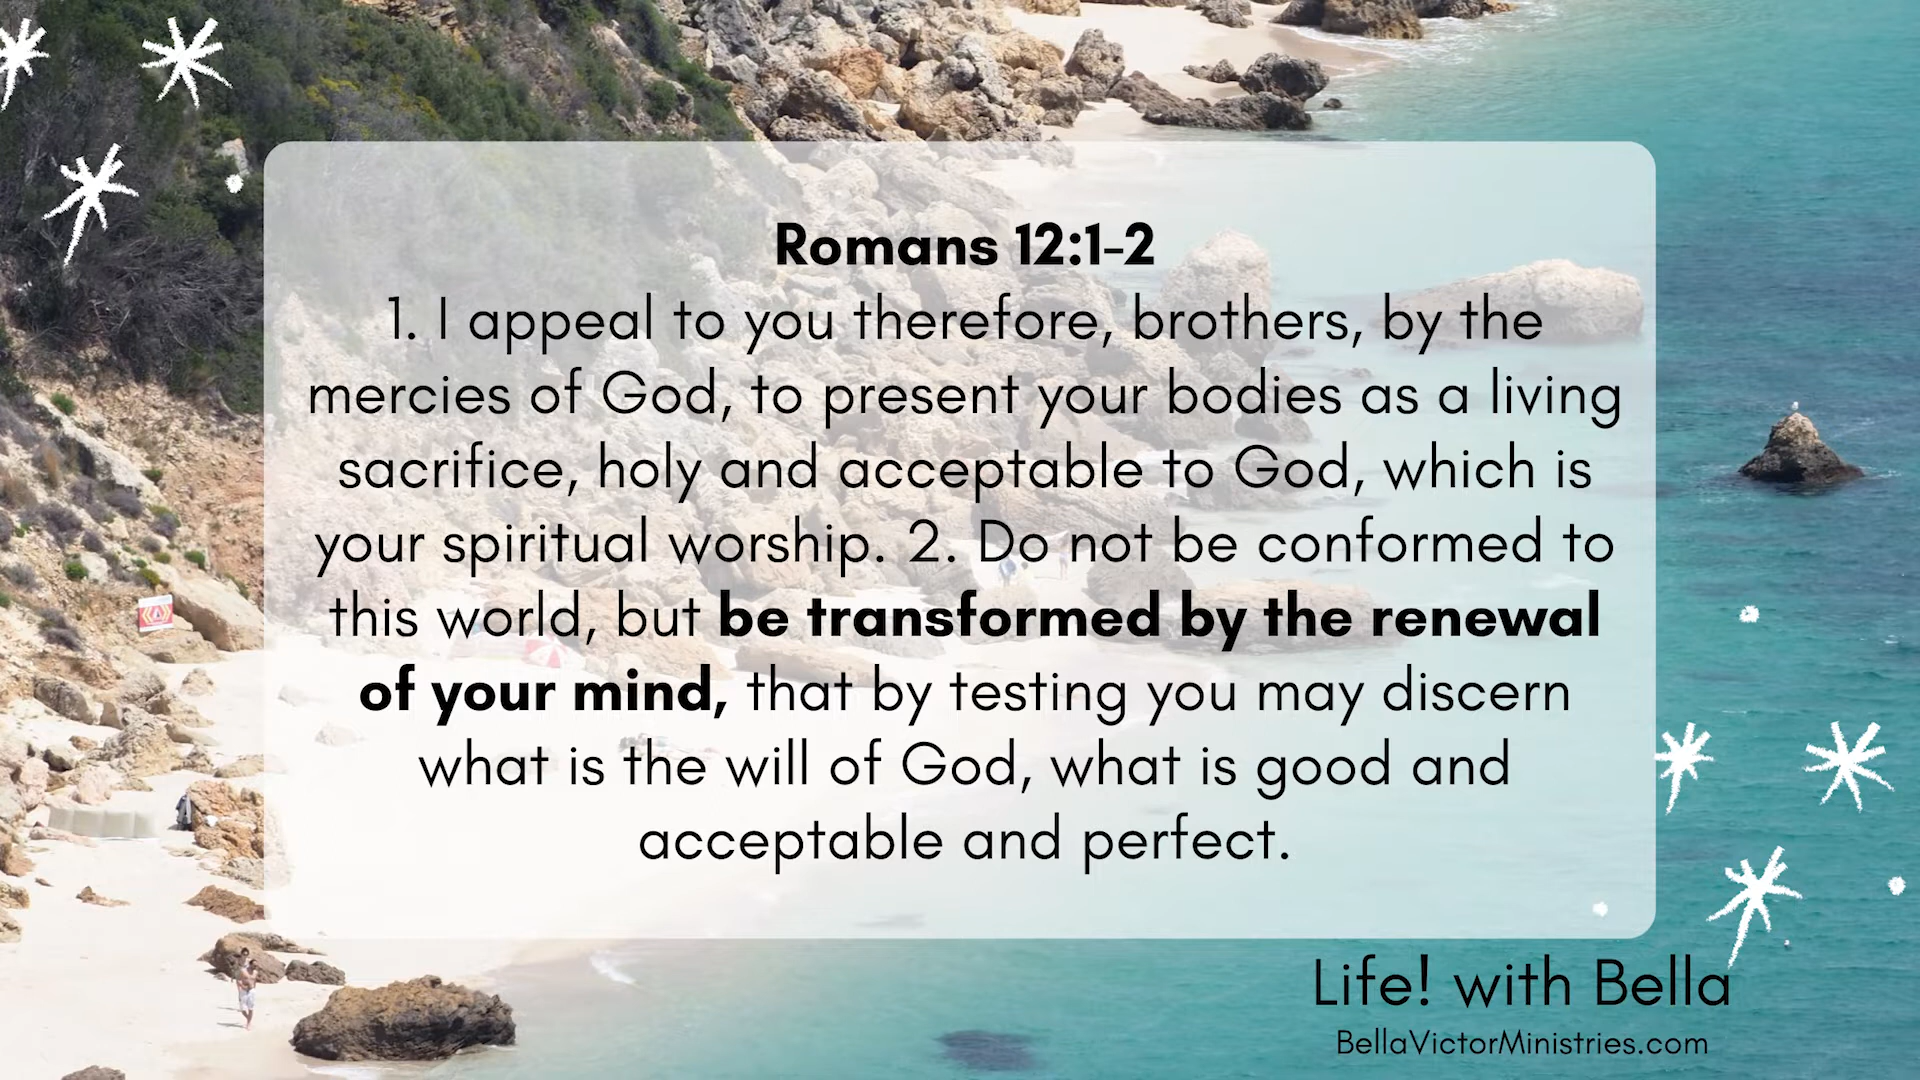 Romans 12:1-2
1. I appeal to you therefore, brothers, by the
mercies of God, to present your bodies as a living
sacrifice, holy and acceptable to God, which is
your spiritual worship. 2. Do not be conformed to
this world, but be transformed by the renewal
of your mind, that by testing you may discern
what is the will of God, what is good and
acceptable and perfect.
Life! with Bella
BellaVictorMinistries.com